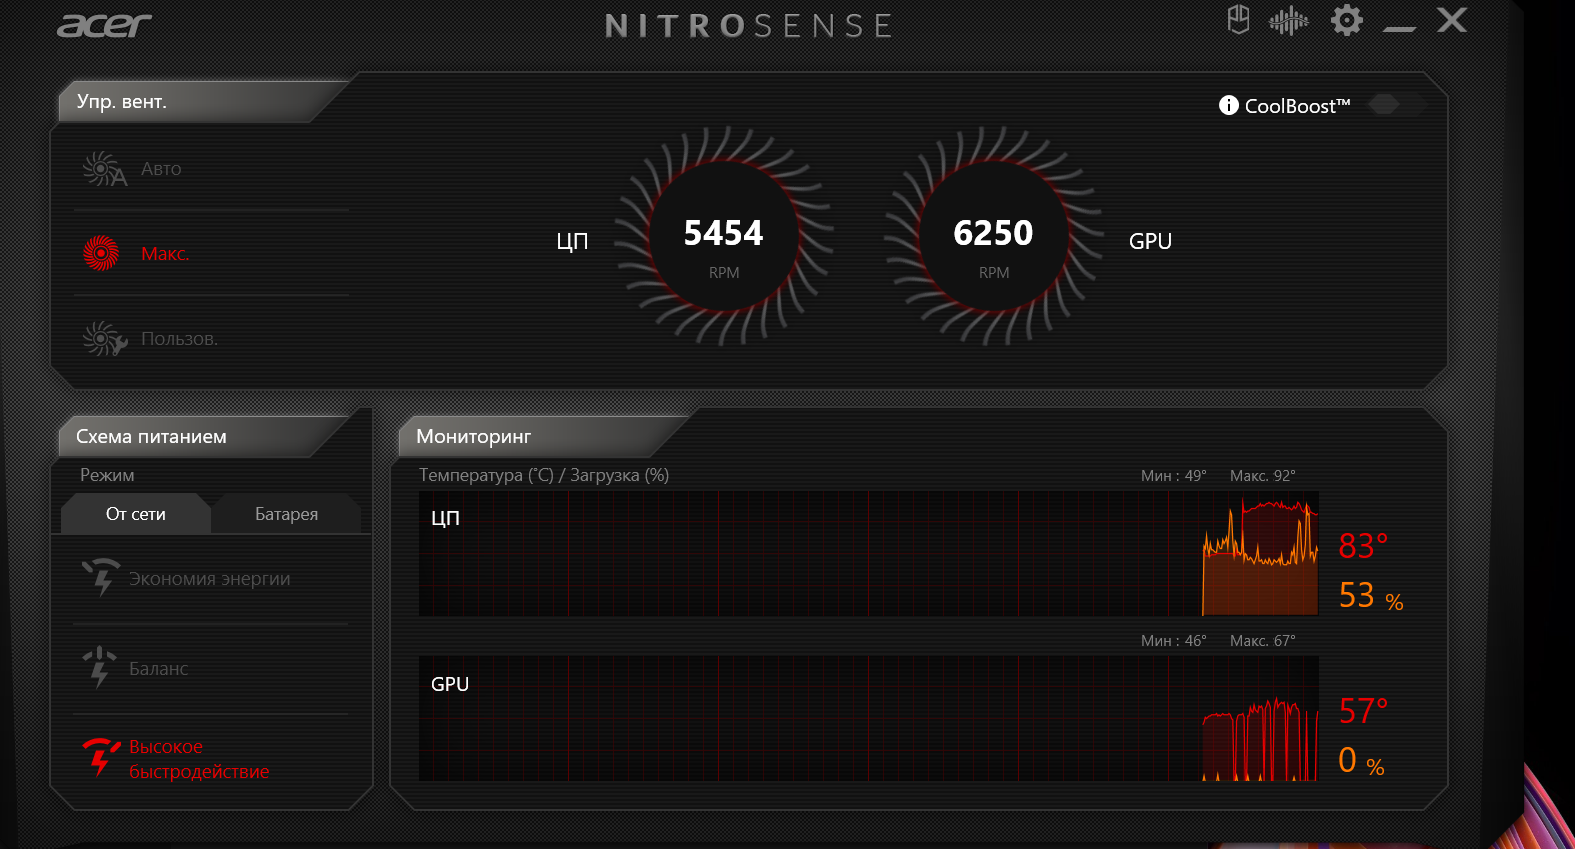 acer
NITROSENSE
Упр. вент.
CoolBoost™
Авто
Макс.
Пользов.
ЦП
5454
RPM
6250
RPM
GPU
Схема питанием
Режим
От сети
Батарея
Экономия энергии
Баланс
Высокое
быстродействие
Мониторинг
Температура (°C) / Загрузка (%)
Мин : 49° Макс. 92°
ЦП
83°
53 %
Мин : 46° Макс. 67°
GPU
57°
0 %